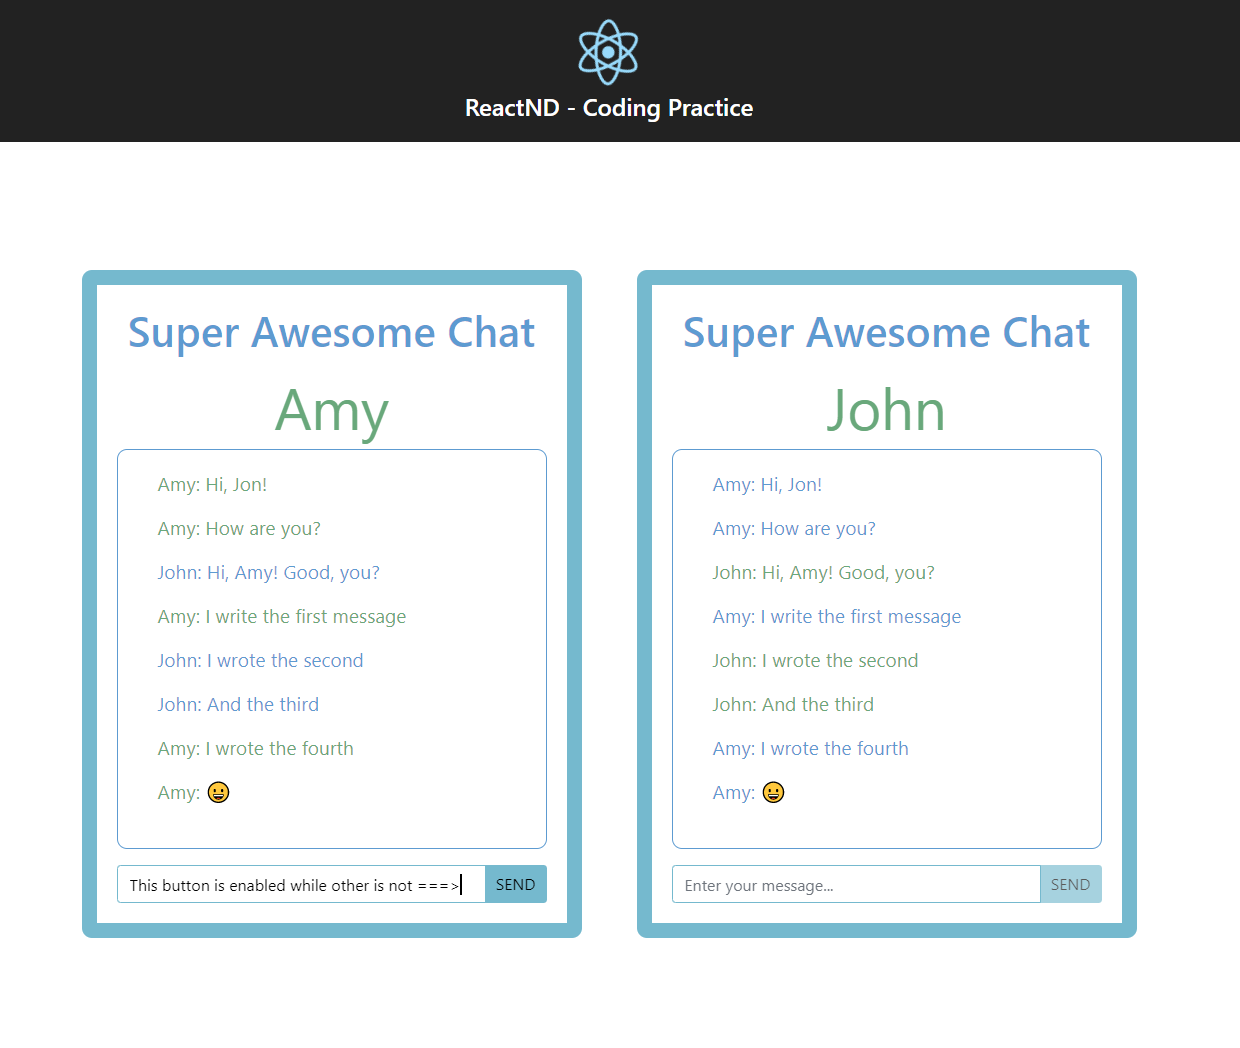 ReactND - Coding Practice
Super Awesome Chat
Amy
Amy: Hi, Jon!
Amy: How are you?
John: Hi, Amy! Good, you?
Amy: I write the first message
John: I wrote the second
John: And the third
Amy: I wrote the fourth
Amy: 😀
This button is enabled while other is not ===>
SEND
Super Awesome Chat
John
Amy: Hi, Jon!
Amy: How are you?
John: Hi, Amy! Good, you?
Amy: I write the first message
John: I wrote the second
John: And the third
Amy: I wrote the fourth
Amy: 😀
Enter your message...
SEND